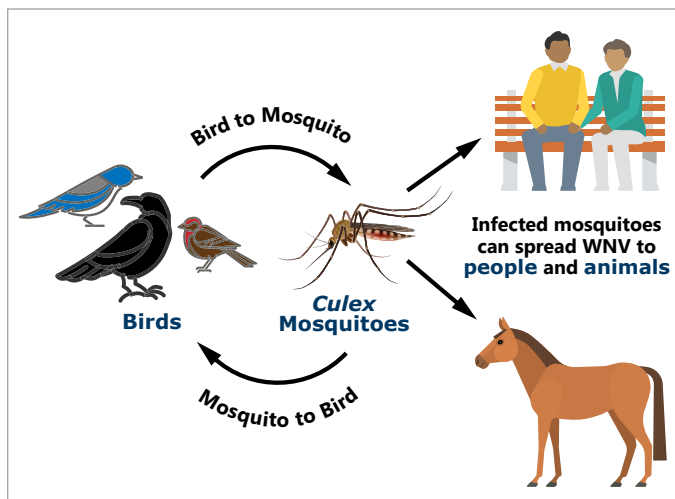 Bird to Mosquito
Birds
Culex
Mosquitoes
Mosquito to Bird
Infected mosquitoes
can spread WNV to
people and animals